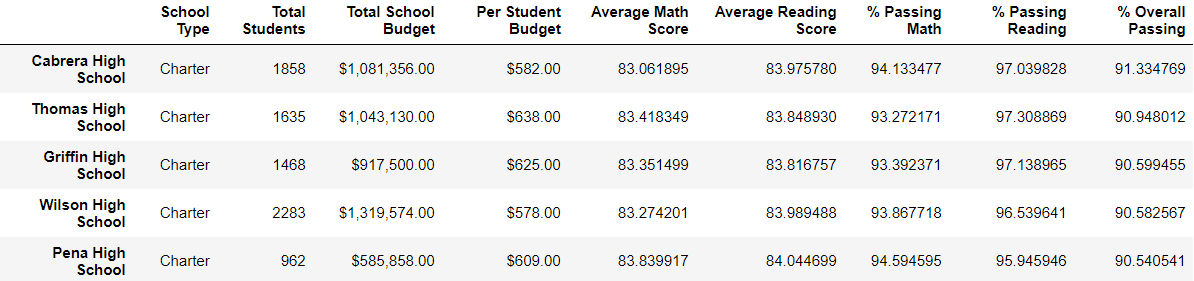 School Type Total Students Total School Budget Per Student Budget Average Math Score Average Reading Score % Passing Math % Passing Reading % Overall Passing
Cabrera High School Charter 1858 $1,081,356.00 $582.00 83.061895 83.975780 94.133477 97.039828 91.334769
Thomas High School Charter 1635 $1,043,130.00 $638.00 83.418349 83.848930 93.272171 97.308869 90.948012
Griffin High School Charter 1468 $917,500.00 $625.00 83.351499 83.816757 93.392371 97.138965 90.599455
Wilson High School Charter 2283 $1,319,574.00 $578.00 83.274201 83.989488 93.867718 96.539641 90.582567
Pena High School Charter 962 $585,858.00 $609.00 83.839917 84.044699 94.594595 95.945946 90.540541